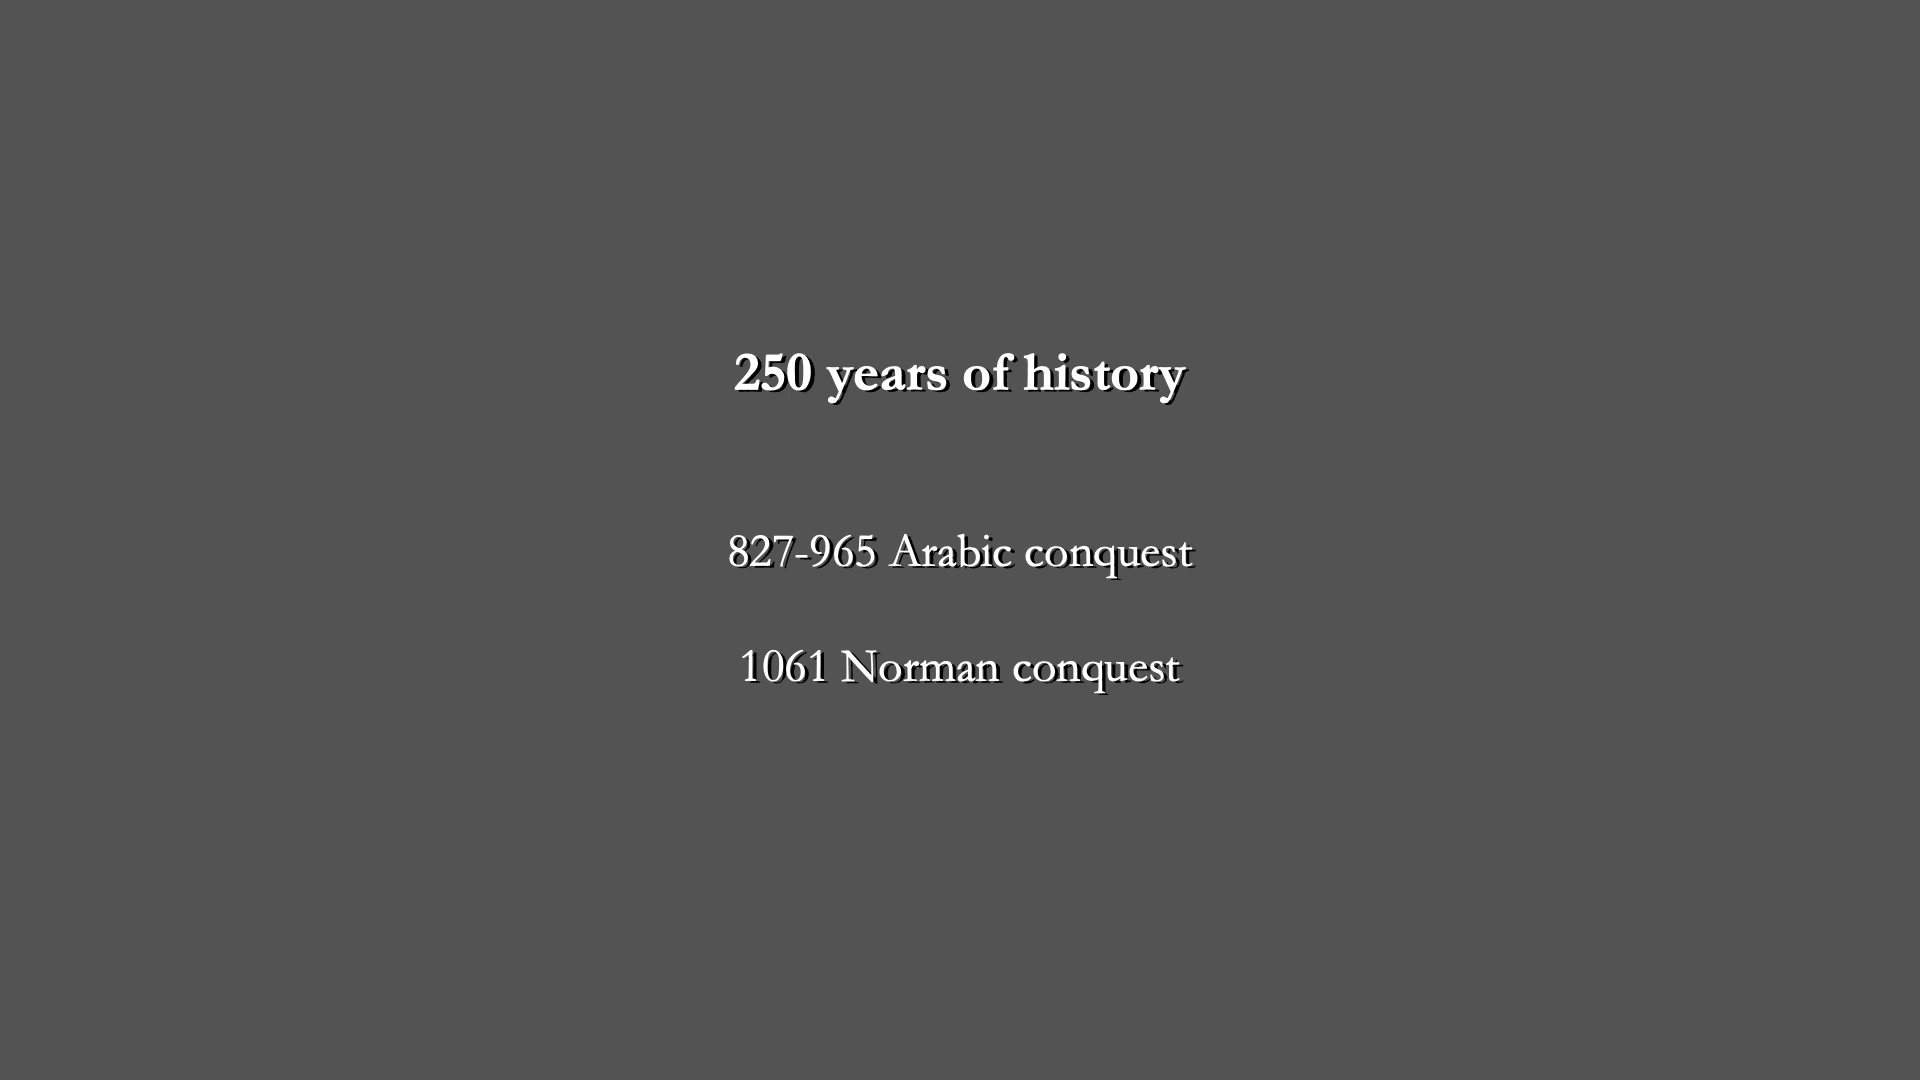 250 years of history
827-965 Arabic conquest
1061 Norman conquest